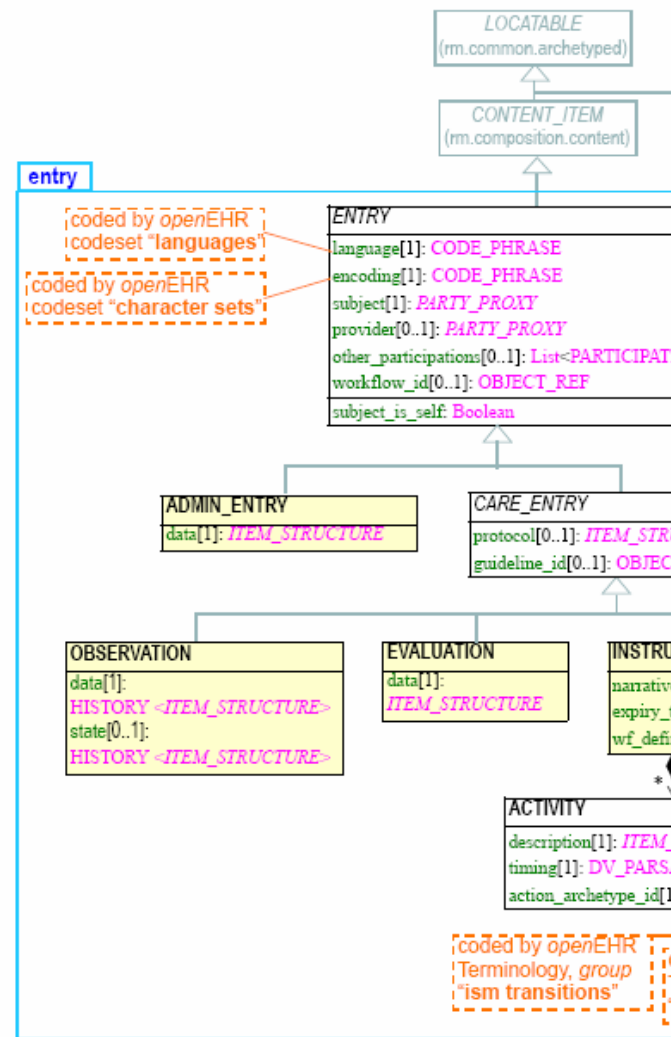 LOCATABLE
(rm.common.archetyped)
CONTENT_ITEM
(rm.composition.content)
entry
coded by openEHR
codeset “languages”
coded by openEHR
codeset “character sets”
ENTRY
language[1]: CODE_PHRASE
encoding[1]: CODE_PHRASE
subject[1]: PARTY_PROXY
provider[0..1]: PARTY_PROXY
other_participations[0..1]: List<PARTICIPAT
workflow_id[0..1]: OBJECT_REF
subject_is_self: Boolean
ADMIN_ENTRY
data[1]: ITEM_STRUCTURE
CARE_ENTRY
protocol[0..1]: ITEM_STRU
guideline_id[0..1]: OBJEC
OBSERVATION
data[1]:
HISTORY <ITEM_STRUCTURE>
state[0..1]:
HISTORY <ITEM_STRUCTURE>
EVALUATION
data[1]:
ITEM_STRUCTURE
INSTRU
narrative
expiry_t
wf_defi
*
ACTIVITY
description[1]: ITEM_
timing[1]: DV_PARS
action_archetype_id[1
coded by openEHR
Terminology, group
“ism transitions”